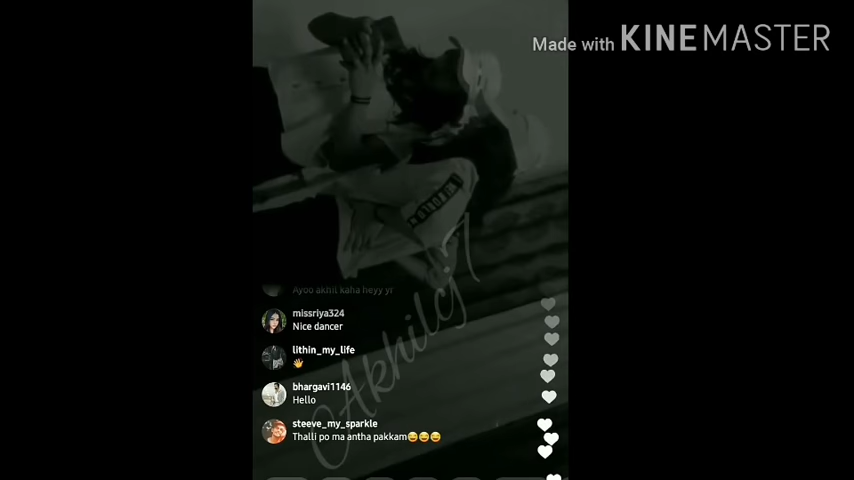 Made with KINEMASTER
Ayoo akhil kaha heyy yr
missriya324
Nice dancer
lithin_my_life
👋
bhargavi1146
Hello
steeve_my_sparkle
Thalli po ma antha pakkam😅😅😅
Akhilcj7